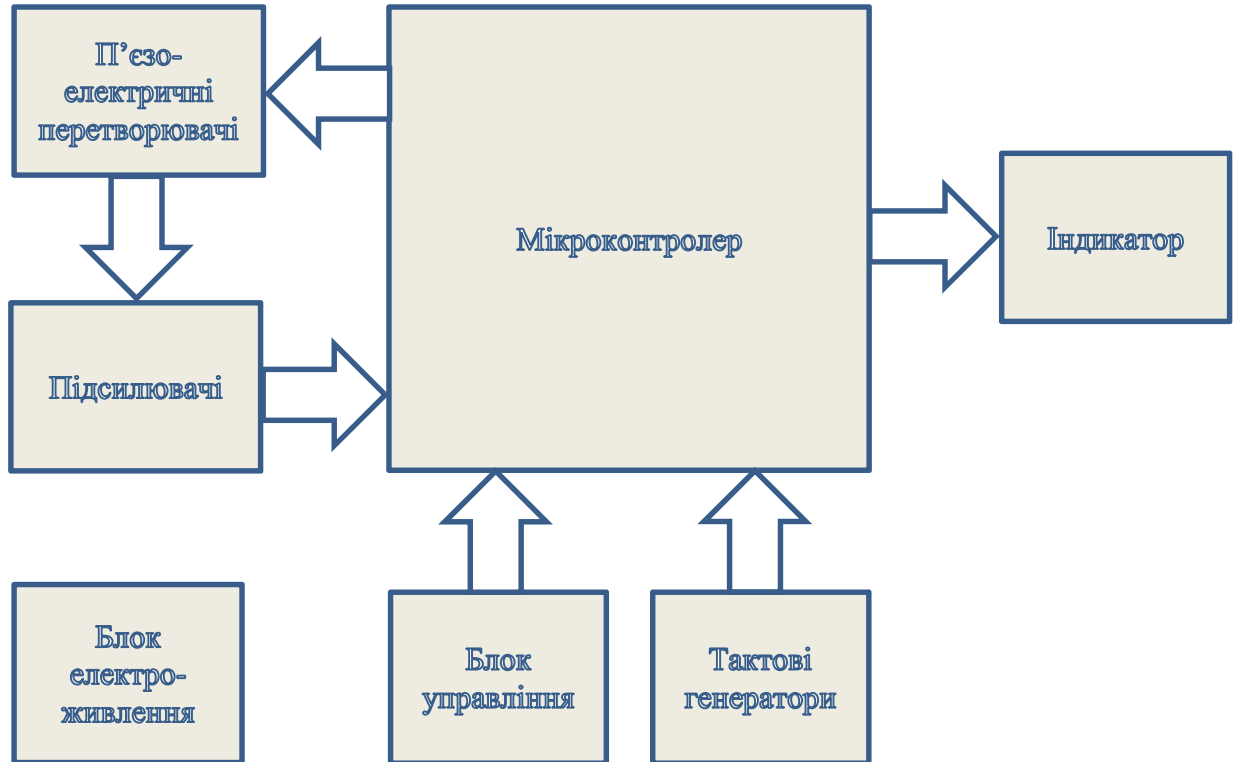 П’єзо-
електричні
перетворювачі
Мікроконтролер
Індикатор
Підсилювачі
Блок
електро-
живлення
Блок
управління
Тактові
генератори